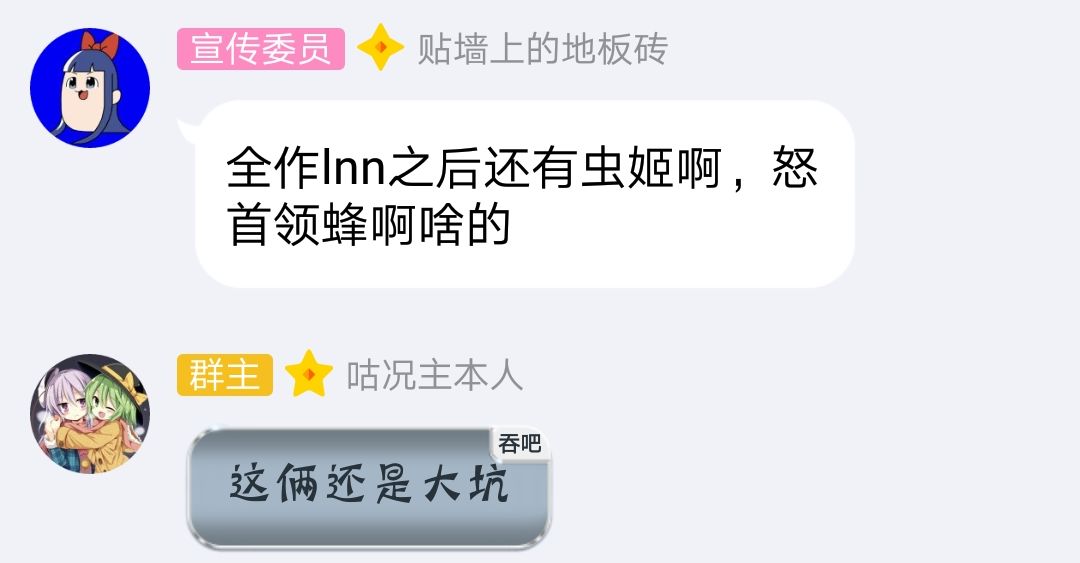 宣传委员 贴墙上的地板砖
全作lnn之后还有虫姬啊，怒
首领蜂啊啥的
群主 咕况主本人
吞吧
这俩还是大坑